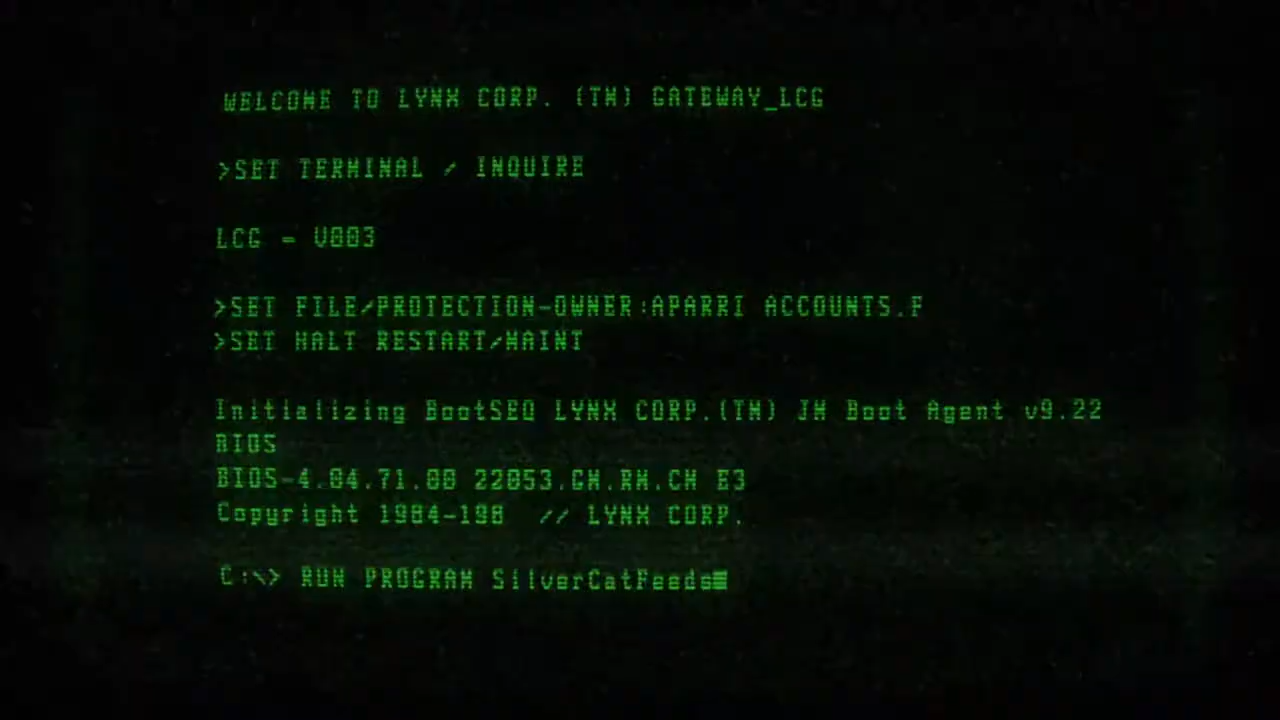 WELCOME TO LYNX CORP. (TM) GATEWAY_LCG
>SET TERMINAL / INQUIRE
LCG - V003
>SET FILE/PROTECTION-OWNER:APARRI ACCOUNTS.F
>SET HALT RESTART/MAINT
Initializing BootSEQ LYNX CORP.(TM) JW Boot Agent v9.22
BIOS
BIOS-4.04.71.00 22053.GM.RM.CM E3
Copyright 1984-198 // LYNX CORP.
C:\> RUN PROGRAM SilverCatFeeds